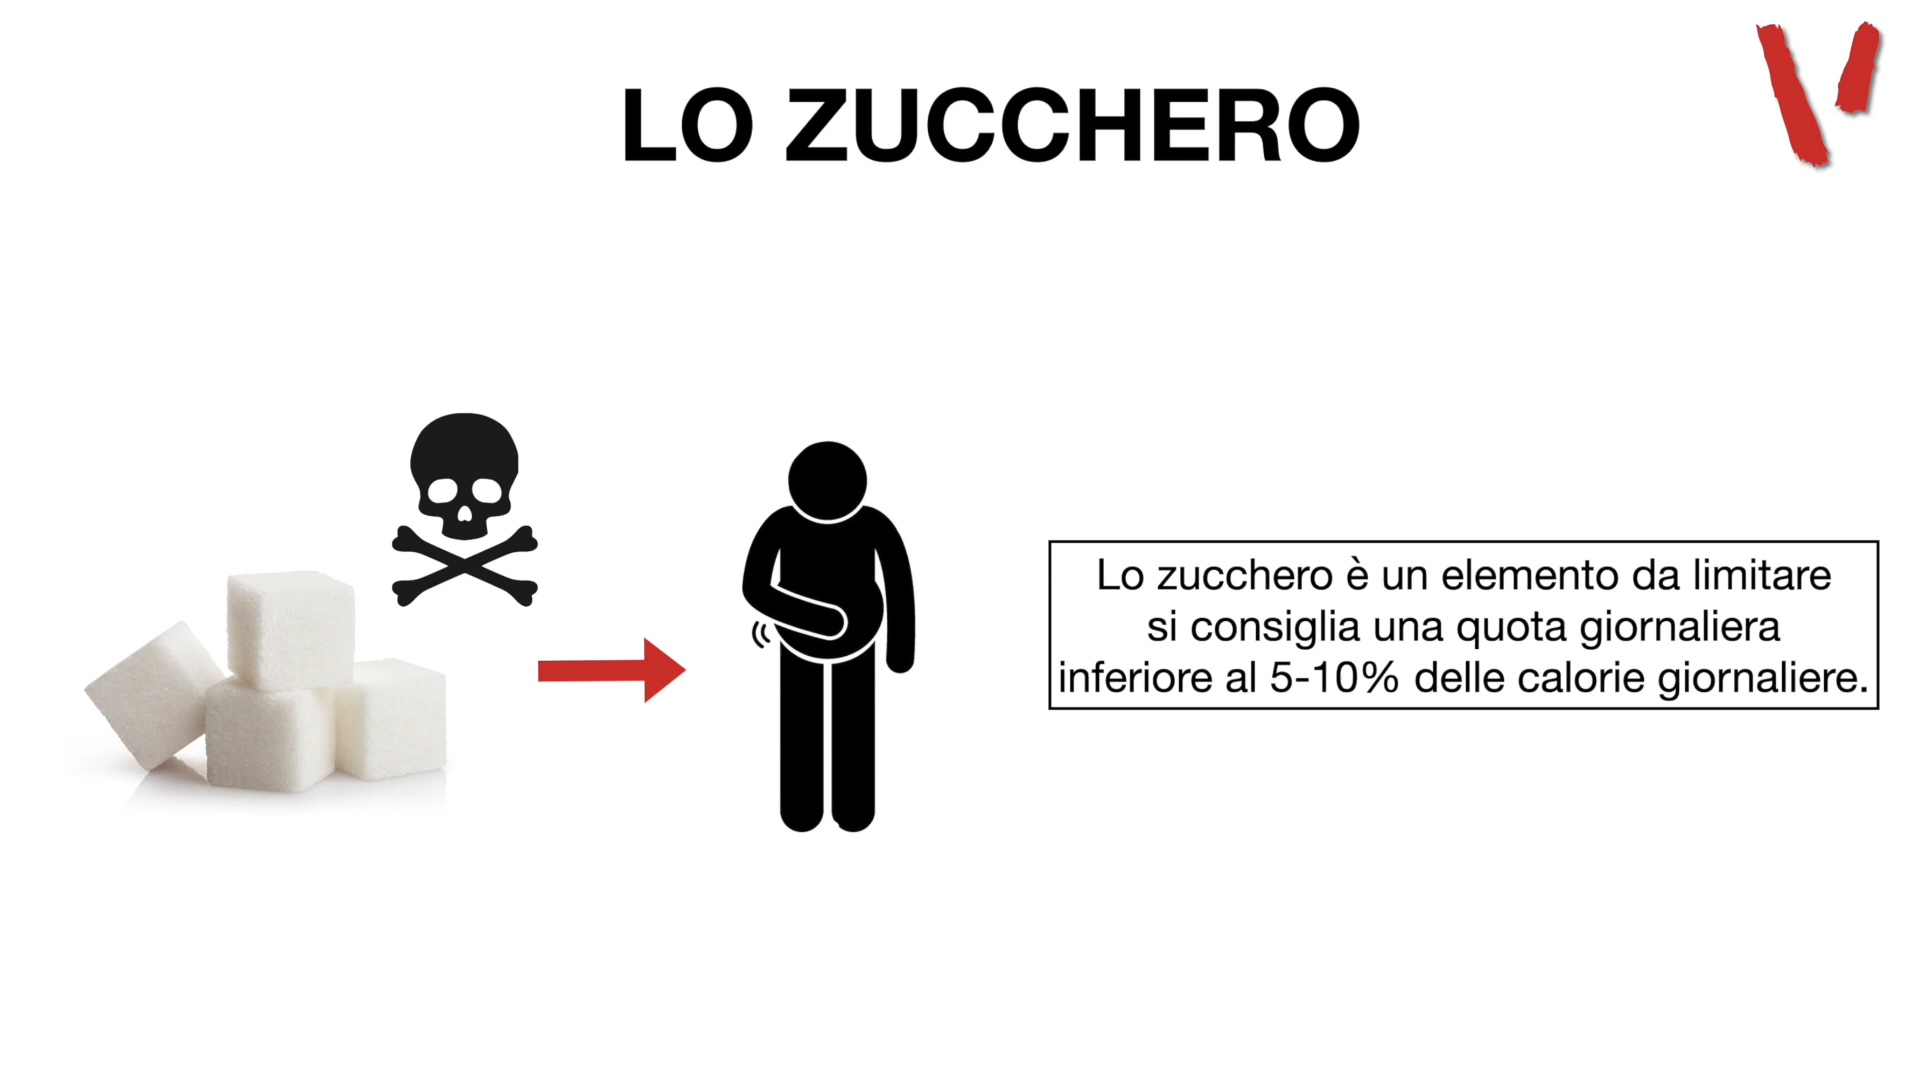 LO ZUCCHERO
Lo zucchero è un elemento da limitare
si consiglia una quota giornaliera
inferiore al 5-10% delle calorie giornaliere.